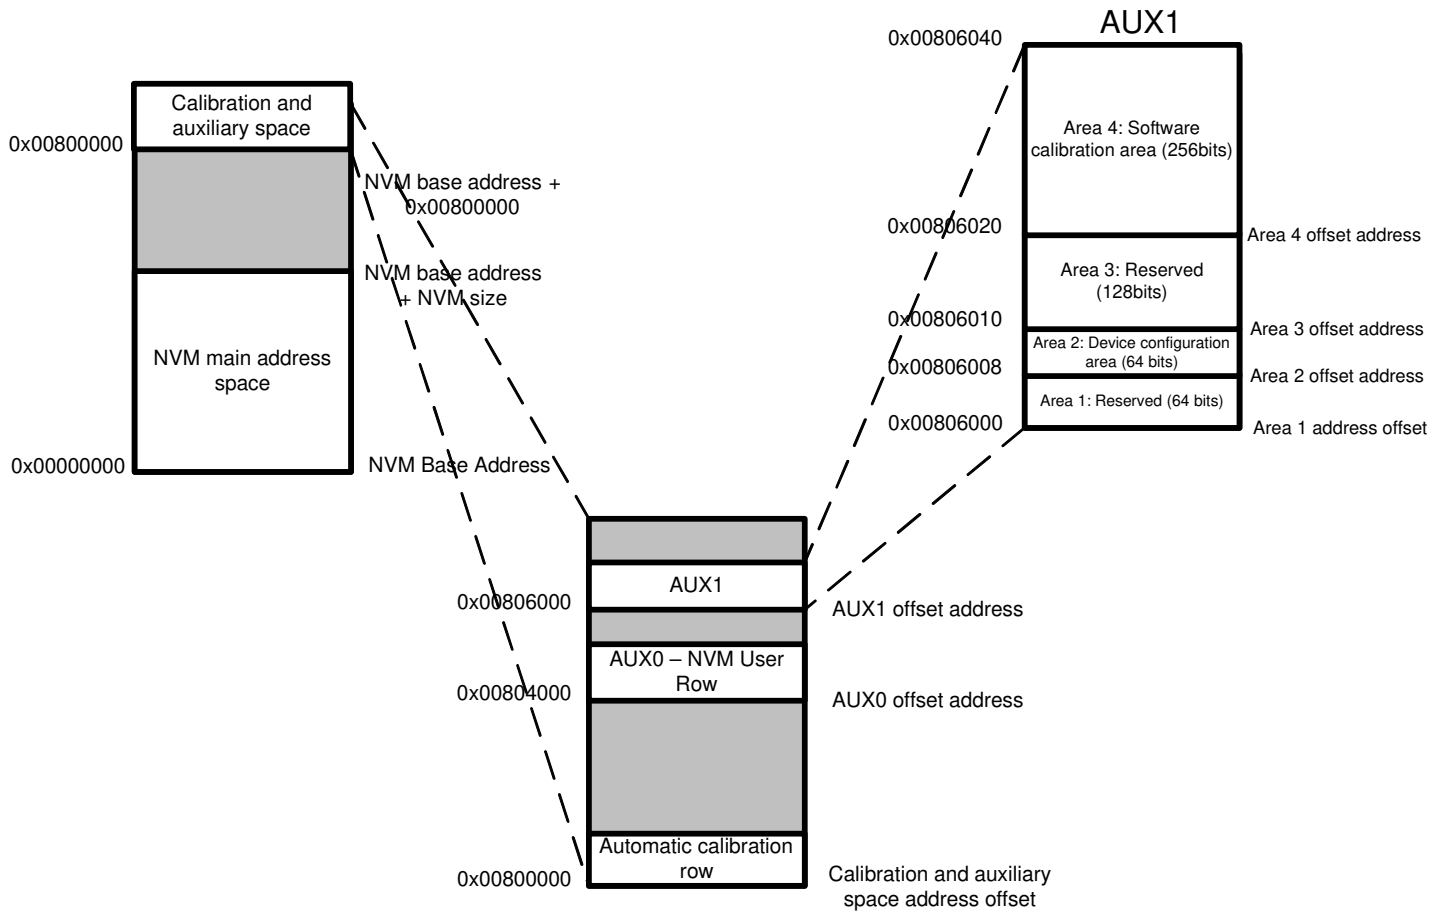 AUX1
0x00806040
Calibration and
auxiliary space
0x00800000
Area 4: Software
calibration area (256bits)
NVM base address +
0x00800000
0x00806020
Area 4 offset address
NVM base address
+ NVM size
Area 3: Reserved
(128bits)
0x00806010
Area 3 offset address
NVM main address
space
Area 2: Device configuration
area (64 bits)
0x00806008
Area 2 offset address
Area 1: Reserved (64 bits)
0x00806000
Area 1 address offset
0x00000000
NVM Base Address
AUX1
0x00806000
AUX1 offset address
AUX0 – NVM User
Row
0x00804000
AUX0 offset address
Automatic calibration
row
0x00800000
Calibration and auxiliary
space address offset